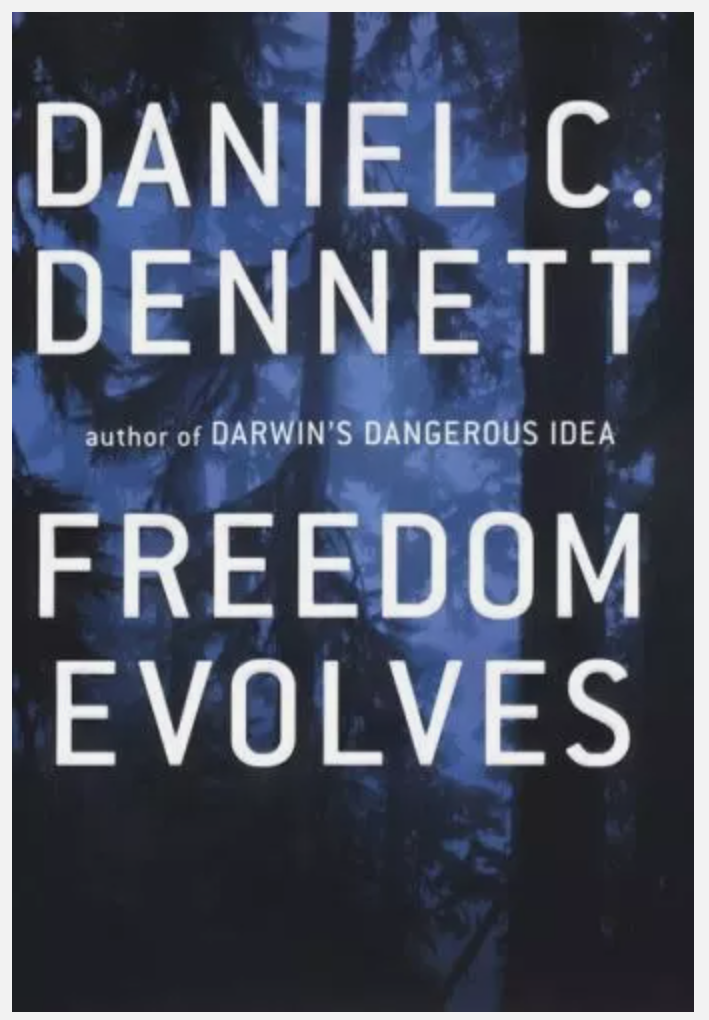 DANIEL C.
DENNETT
author of DARWIN'S DANGEROUS IDEA
FREEDOM
EVOLVES